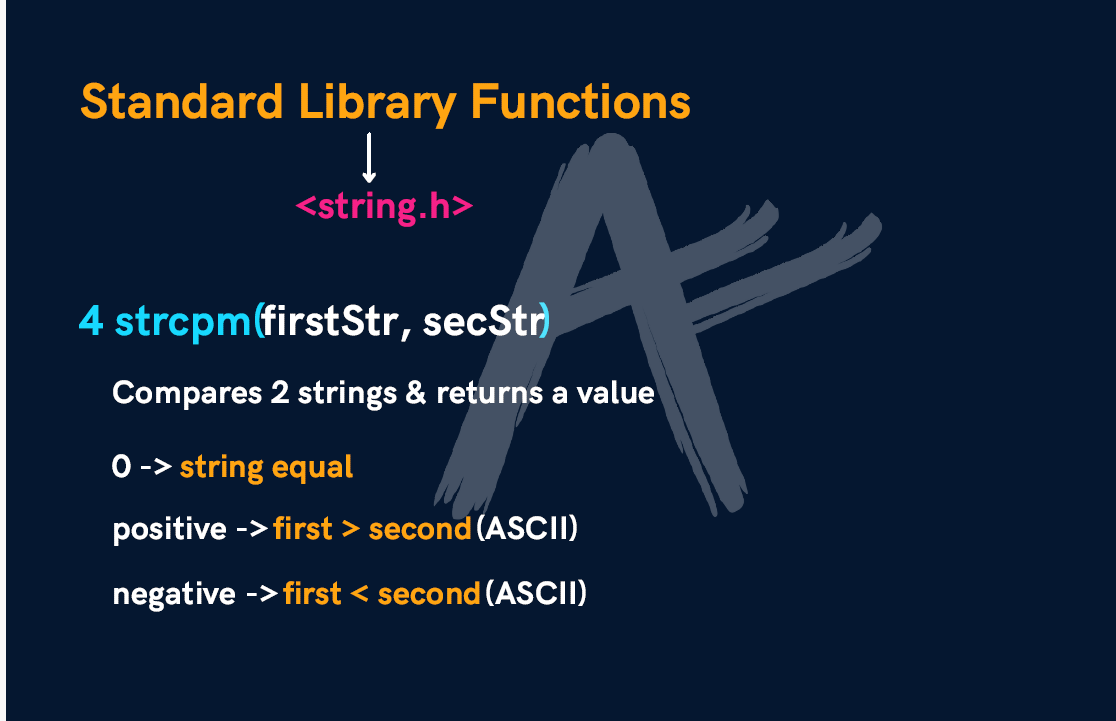 Standard Library Functions
<string.h>
4 strcpm(firstStr, secStr)
Compares 2 strings & returns a value
0 -> string equal
positive -> first > second (ASCII)
negative -> first < second (ASCII)